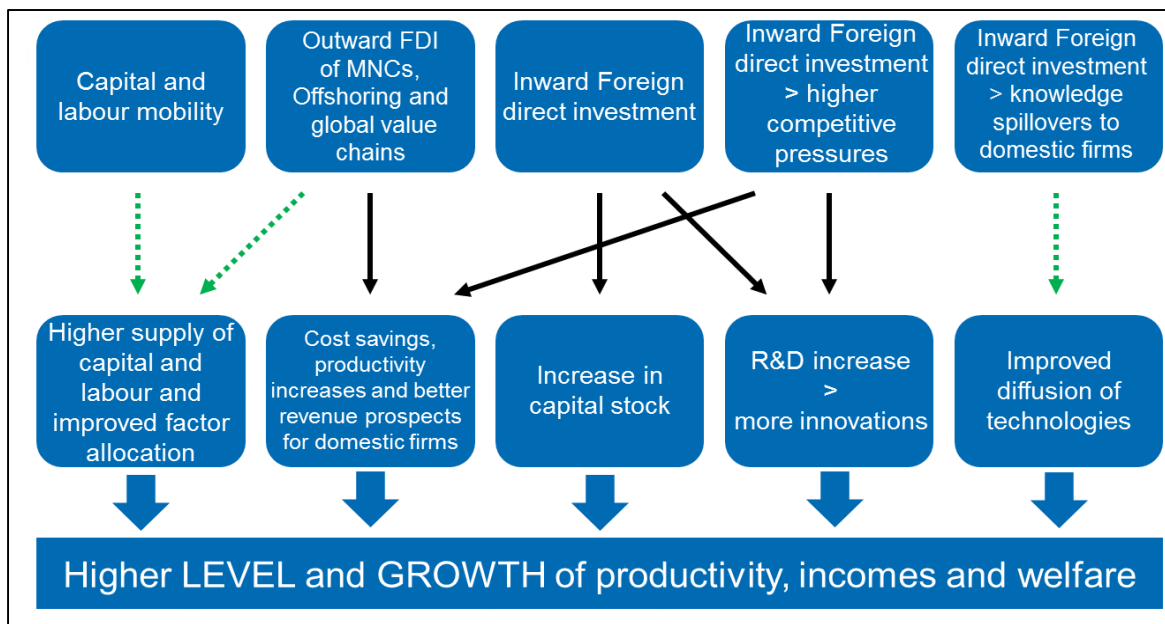 Capital and
labour mobility
Outward FDI
of MNCs,
Offshoring and
global value
chains
Inward Foreign
direct investment
Inward Foreign
direct investment
> higher
competitive
pressures
Inward Foreign
direct investment
> knowledge
spillovers to
domestic firms
Higher supply of
capital and
labour and
improved factor
allocation
Cost savings,
productivity
increases and better
revenue prospects
for domestic firms
Increase in
capital stock
R&D increase
>
more innovations
Improved
diffusion of
technologies
Higher LEVEL and GROWTH of productivity, incomes and welfare